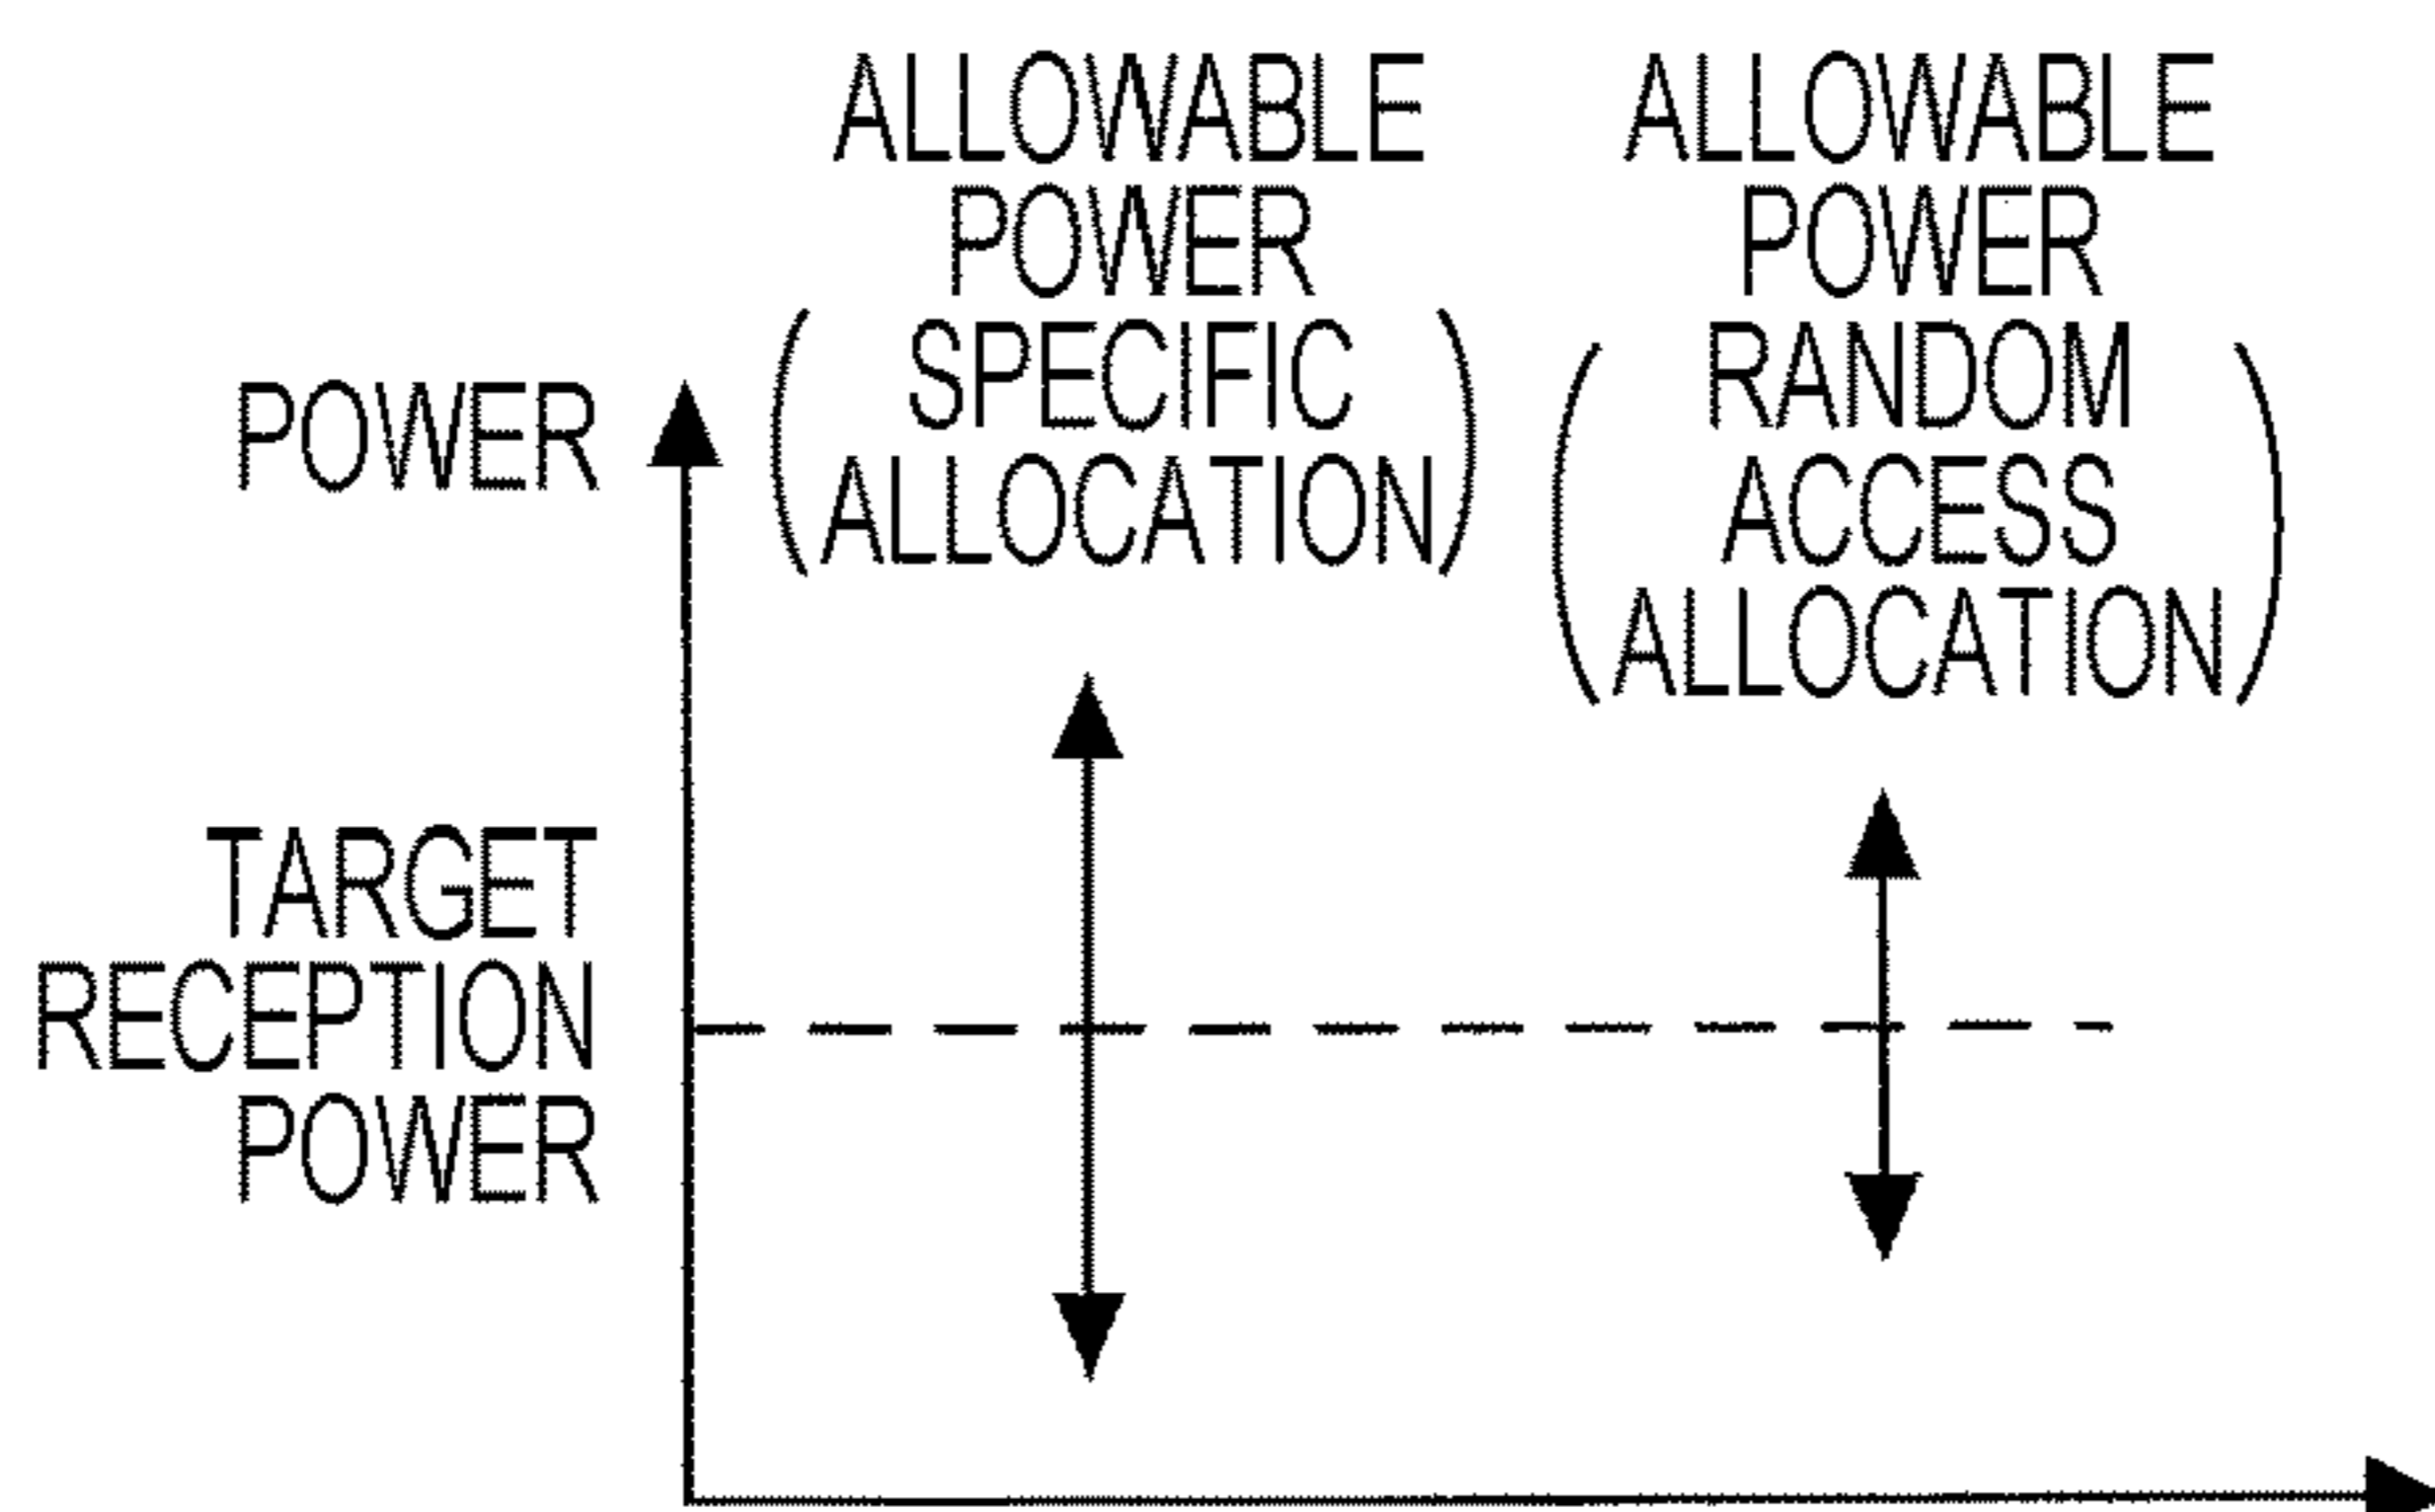 ALLOWABLE
POWER
(SPECIFIC
ALLOCATION)
ALLOWABLE
POWER
(RANDOM
ACCESS
ALLOCATION)
POWER
TARGET
RECEPTION
POWER